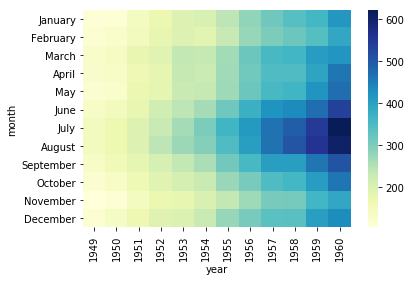 January
February
March
April
May
June
July
August
September
October
November
December
month
1949 1950 1951 1952 1953 1954 1955 1956 1957 1958 1959 1960
year
600
500
400
300
200